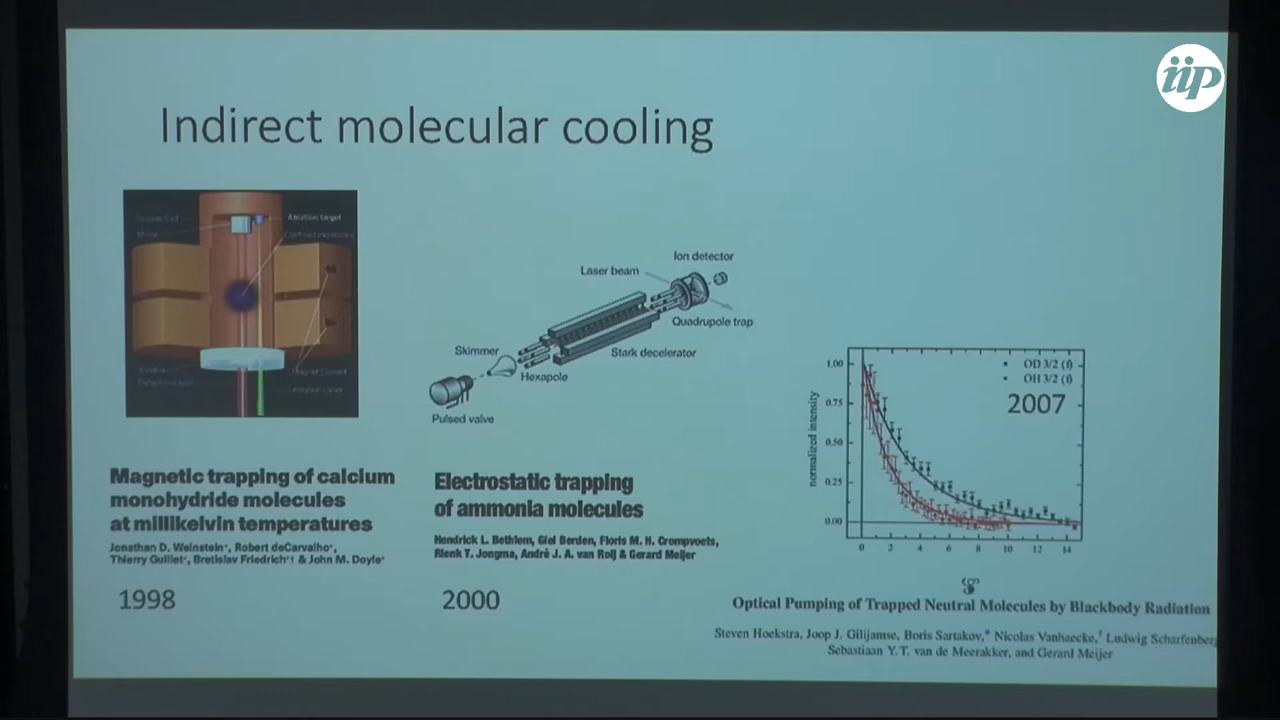 iip
Indirect molecular cooling
Ablation target
Ion detector
Laser beam
Quadrupole trap
Skimmer
Stark decelerator
Hexapole
Pulsed valve
Magnetic trapping of calcium
monohydride molecules
at millikelvin temperatures
Jonathan D. Weinstein*, Robert deCarvalho*,
Thierry Guillet*, Bretislav Friedrich*† & John M. Doyle*
1998
Electrostatic trapping
of ammonia molecules
Hendrick L. Bethlem, Giel Berden, Floris M. H. Crompvoets,
Rienk T. Jongma, André J. A. van Roij & Gerard Meijer
2000
OD 3/2 (f)
OH 3/2 (f)
2007
normalized intensity
1.00
0.75
0.50
0.25
0.00
0 2 4 6 8 10 12 14
Optical Pumping of Trapped Neutral Molecules by Blackbody Radiation
Steven Hoekstra, Joop J. Gilijamse, Boris Sartakov,* Nicolas Vanhaecke,† Ludwig Scharfenberg
Sebastiaan Y. T. van de Meerakker, and Gerard Meijer